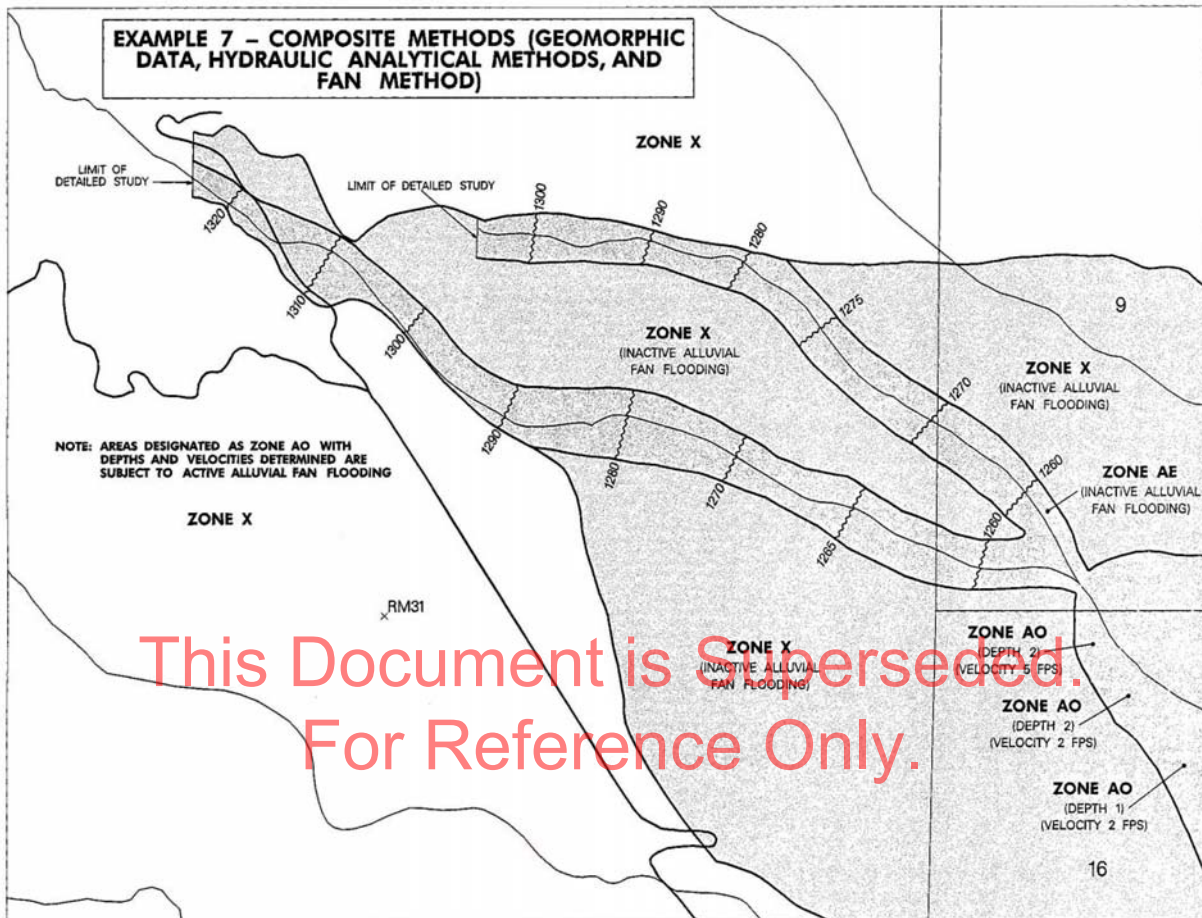 EXAMPLE 7 – COMPOSITE METHODS (GEOMORPHIC
DATA, HYDRAULIC ANALYTICAL METHODS, AND
FAN METHOD)
ZONE X
LIMIT OF
DETAILED STUDY
LIMIT OF DETAILED STUDY
1320
1310
1300
1290
1280
1270
1265
1260
1300
1290
1280
1275
1270
1260
9
ZONE X
(INACTIVE ALLUVIAL
FAN FLOODING)
ZONE X
(INACTIVE ALLUVIAL
FAN FLOODING)
NOTE: AREAS DESIGNATED AS ZONE AO WITH
DEPTHS AND VELOCITIES DETERMINED ARE
SUBJECT TO ACTIVE ALLUVIAL FAN FLOODING
ZONE AE
(INACTIVE ALLUVIAL
FAN FLOODING)
ZONE X
RM31
ZONE X
(INACTIVE ALLUVIAL
FAN FLOODING)
ZONE AO
(DEPTH 2)
(VELOCITY 5 FPS)
ZONE AO
(DEPTH 2)
(VELOCITY 2 FPS)
ZONE AO
(DEPTH 1)
(VELOCITY 2 FPS)
16
This Document is Superseded.
For Reference Only.